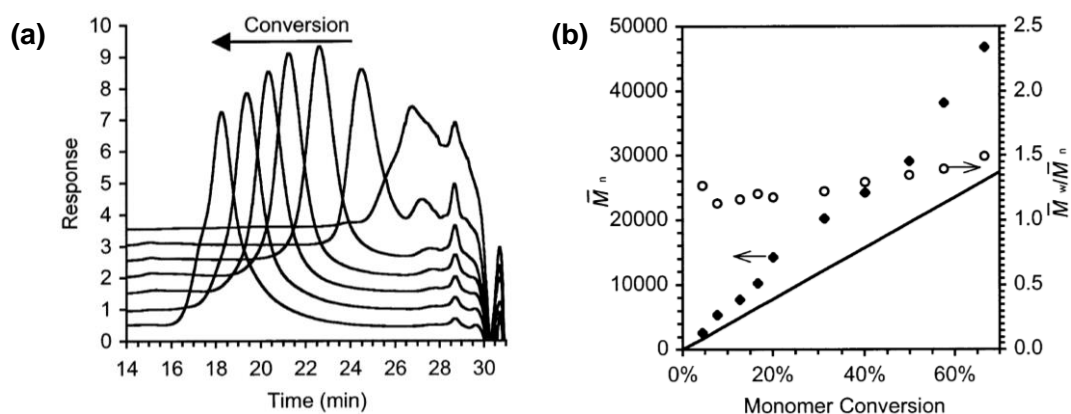 (a)
Conversion
Response
10
9
8
7
6
5
4
3
2
1
0
14 16 18 20 22 24 26 28 30
Time (min)
(b)
M̅ n
50000
40000
30000
20000
10000
0
0% 20% 40% 60%
Monomer Conversion
2.5
2.0
1.5
1.0
0.5
0.0
M̅ w/M̅ n